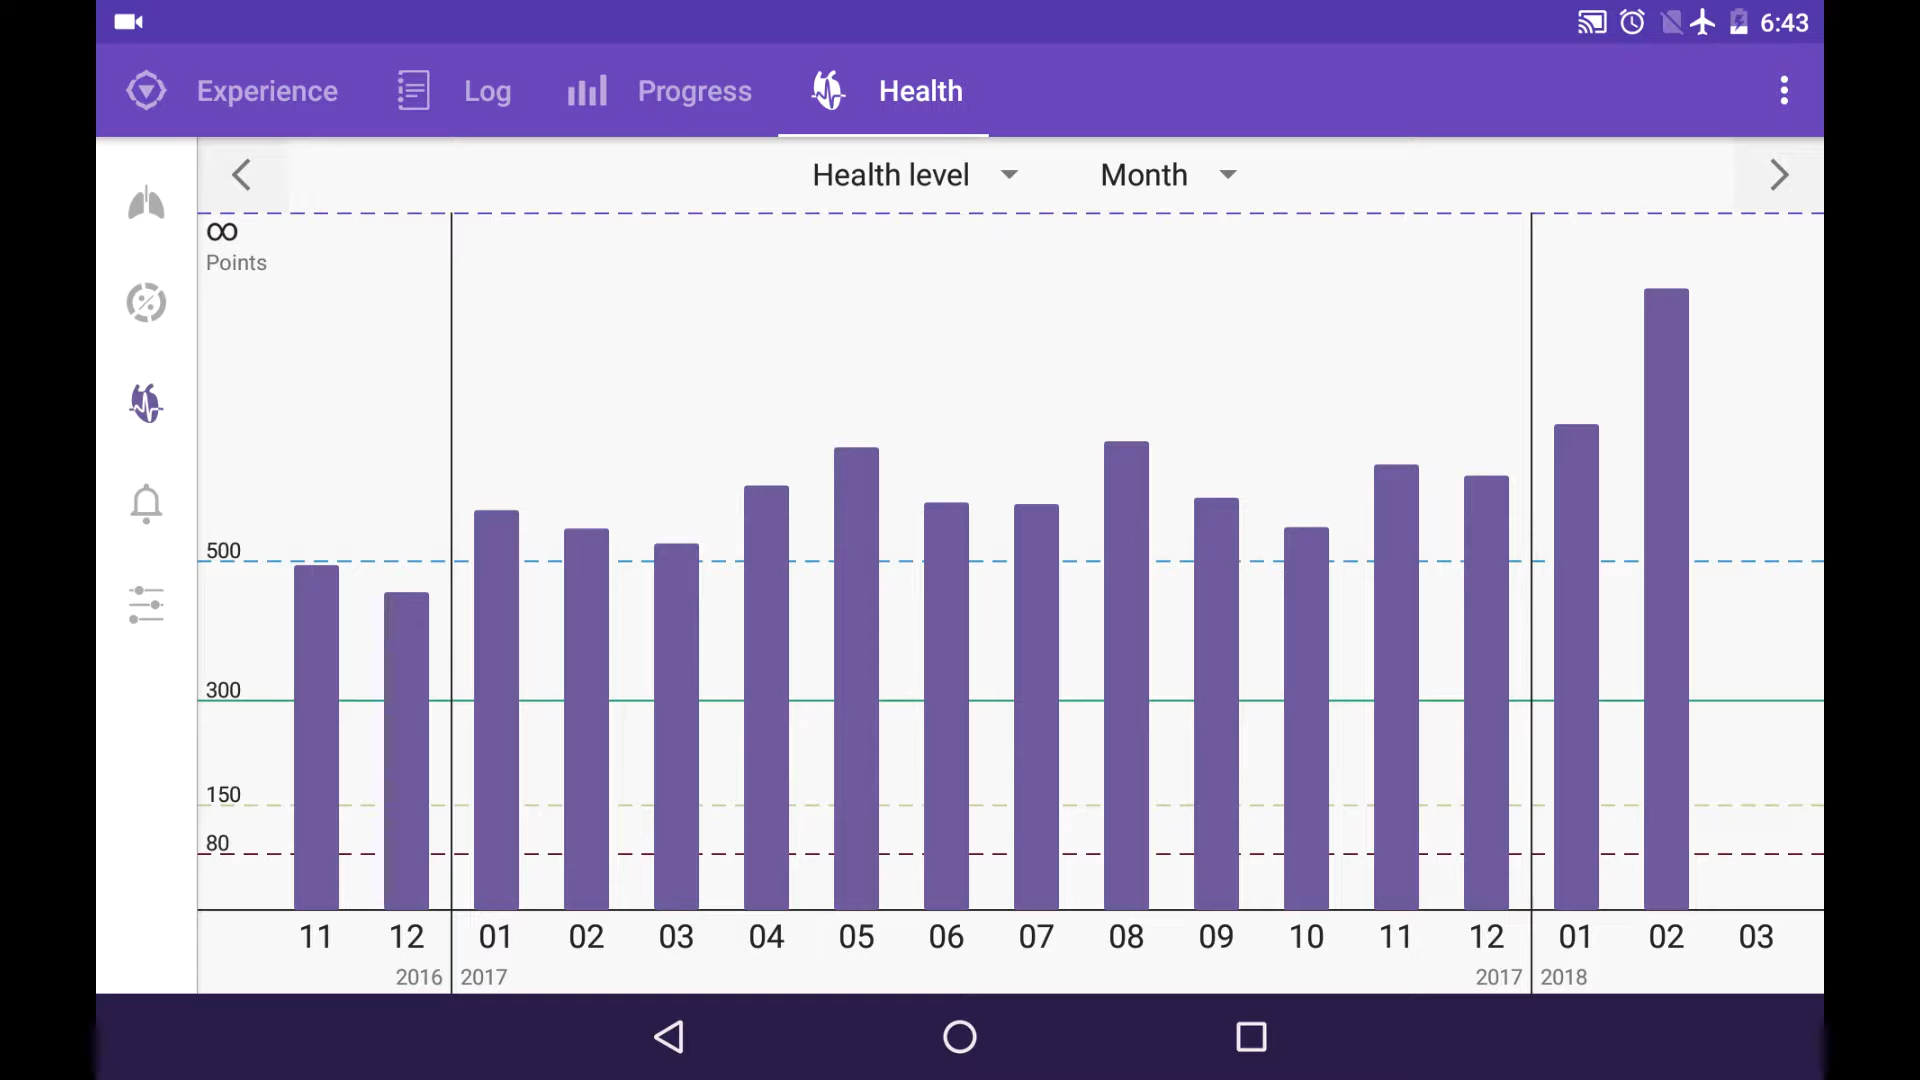 6:43
Experience Log Progress Health
Health level Month
∞
Points
500
300
150
80
11 12 01 02 03 04 05 06 07 08 09 10 11 12 01 02 03
2016 2017 2017 2018